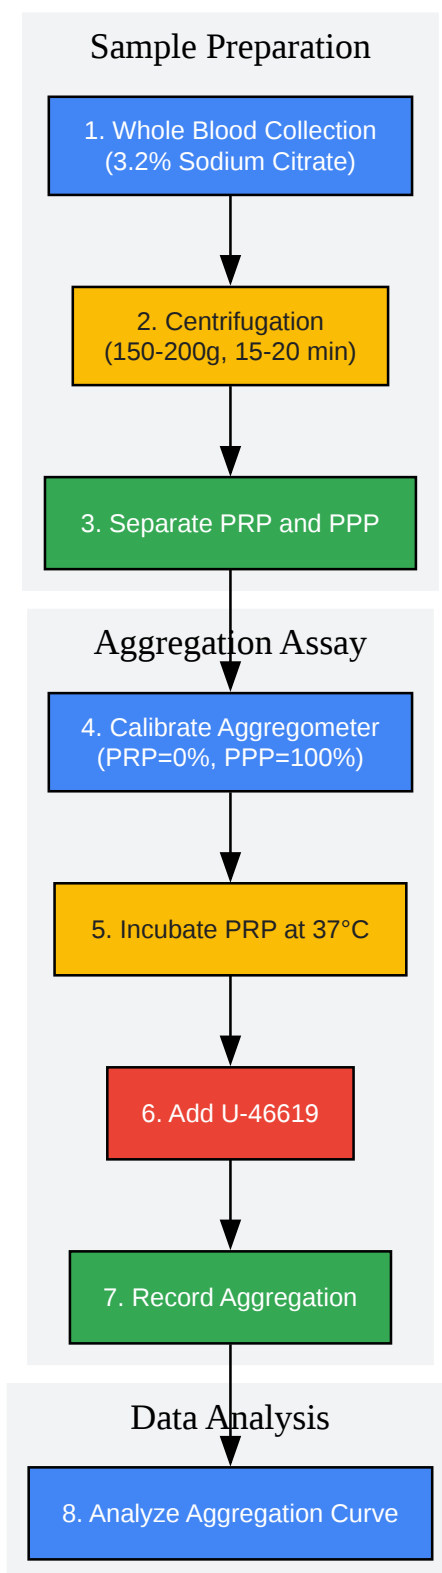 Sample Preparation
1. Whole Blood Collection
(3.2% Sodium Citrate)
2. Centrifugation
(150-200g, 15-20 min)
3. Separate PRP and PPP
Aggregation Assay
4. Calibrate Aggregometer
(PRP=0%, PPP=100%)
5. Incubate PRP at 37°C
6. Add U-46619
7. Record Aggregation
Data Analysis
8. Analyze Aggregation Curve